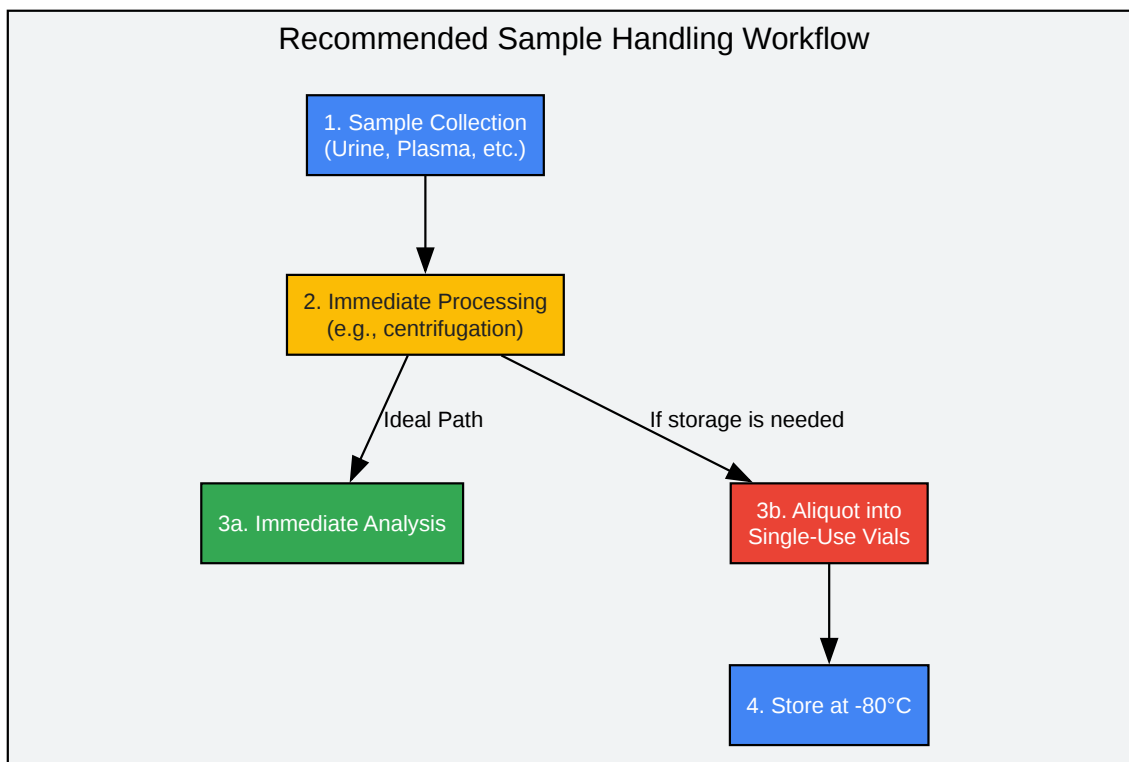 Recommended Sample Handling Workflow
1. Sample Collection
(Urine, Plasma, etc.)
2. Immediate Processing
(e.g., centrifugation)
Ideal Path
If storage is needed
3a. Immediate Analysis
3b. Aliquot into
Single-Use Vials
4. Store at -80°C